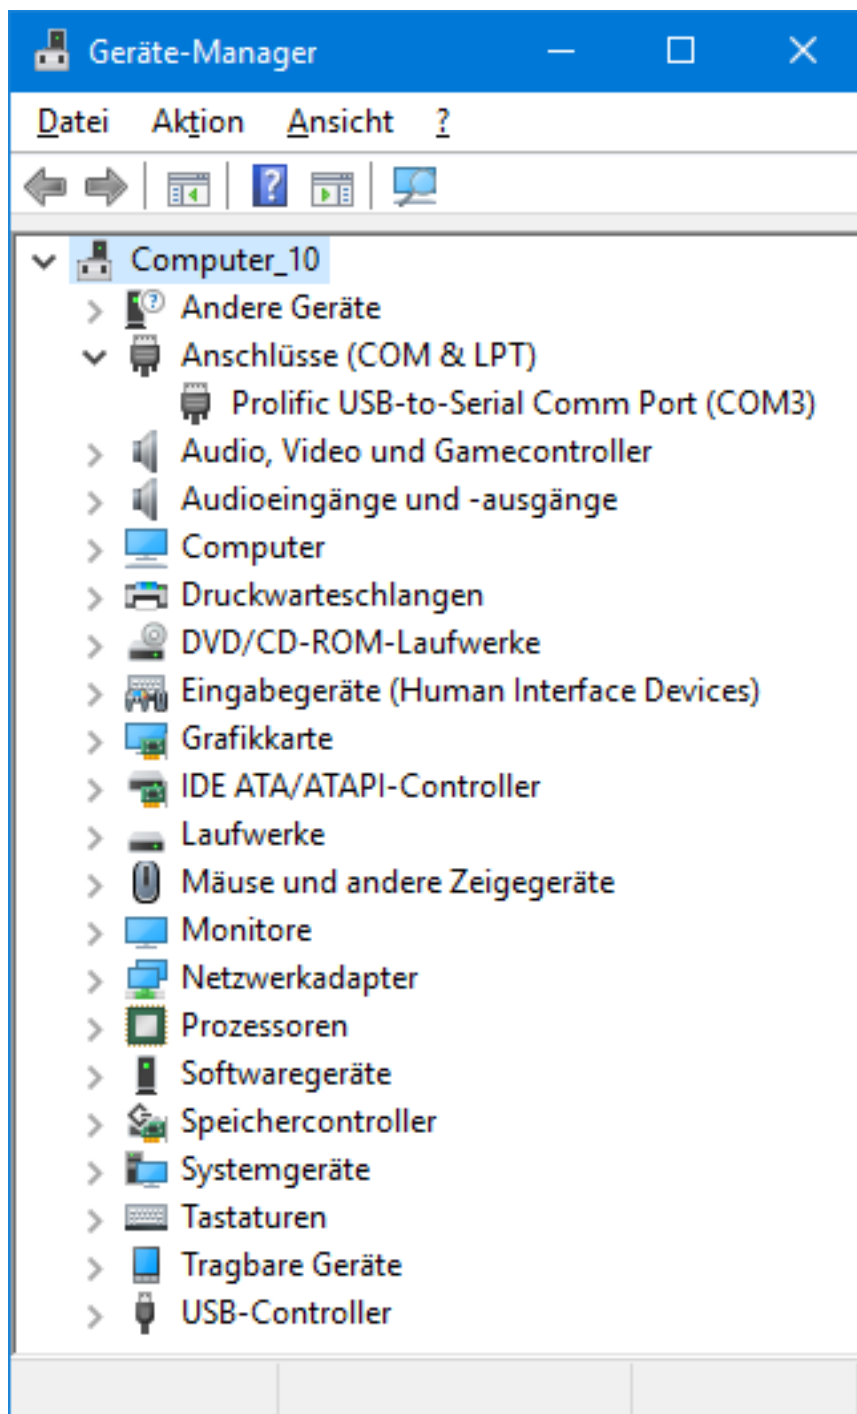 Geräte-Manager
Datei Aktion Ansicht ?
Computer_10
Andere Geräte
Anschlüsse (COM & LPT)
Prolific USB-to-Serial Comm Port (COM3)
Audio, Video und Gamecontroller
Audioeingänge und -ausgänge
Computer
Druckwarteschlangen
DVD/CD-ROM-Laufwerke
Eingabegeräte (Human Interface Devices)
Grafikkarte
IDE ATA/ATAPI-Controller
Laufwerke
Mäuse und andere Zeigegeräte
Monitore
Netzwerkadapter
Prozessoren
Softwaregeräte
Speichercontroller
Systemgeräte
Tastaturen
Tragbare Geräte
USB-Controller